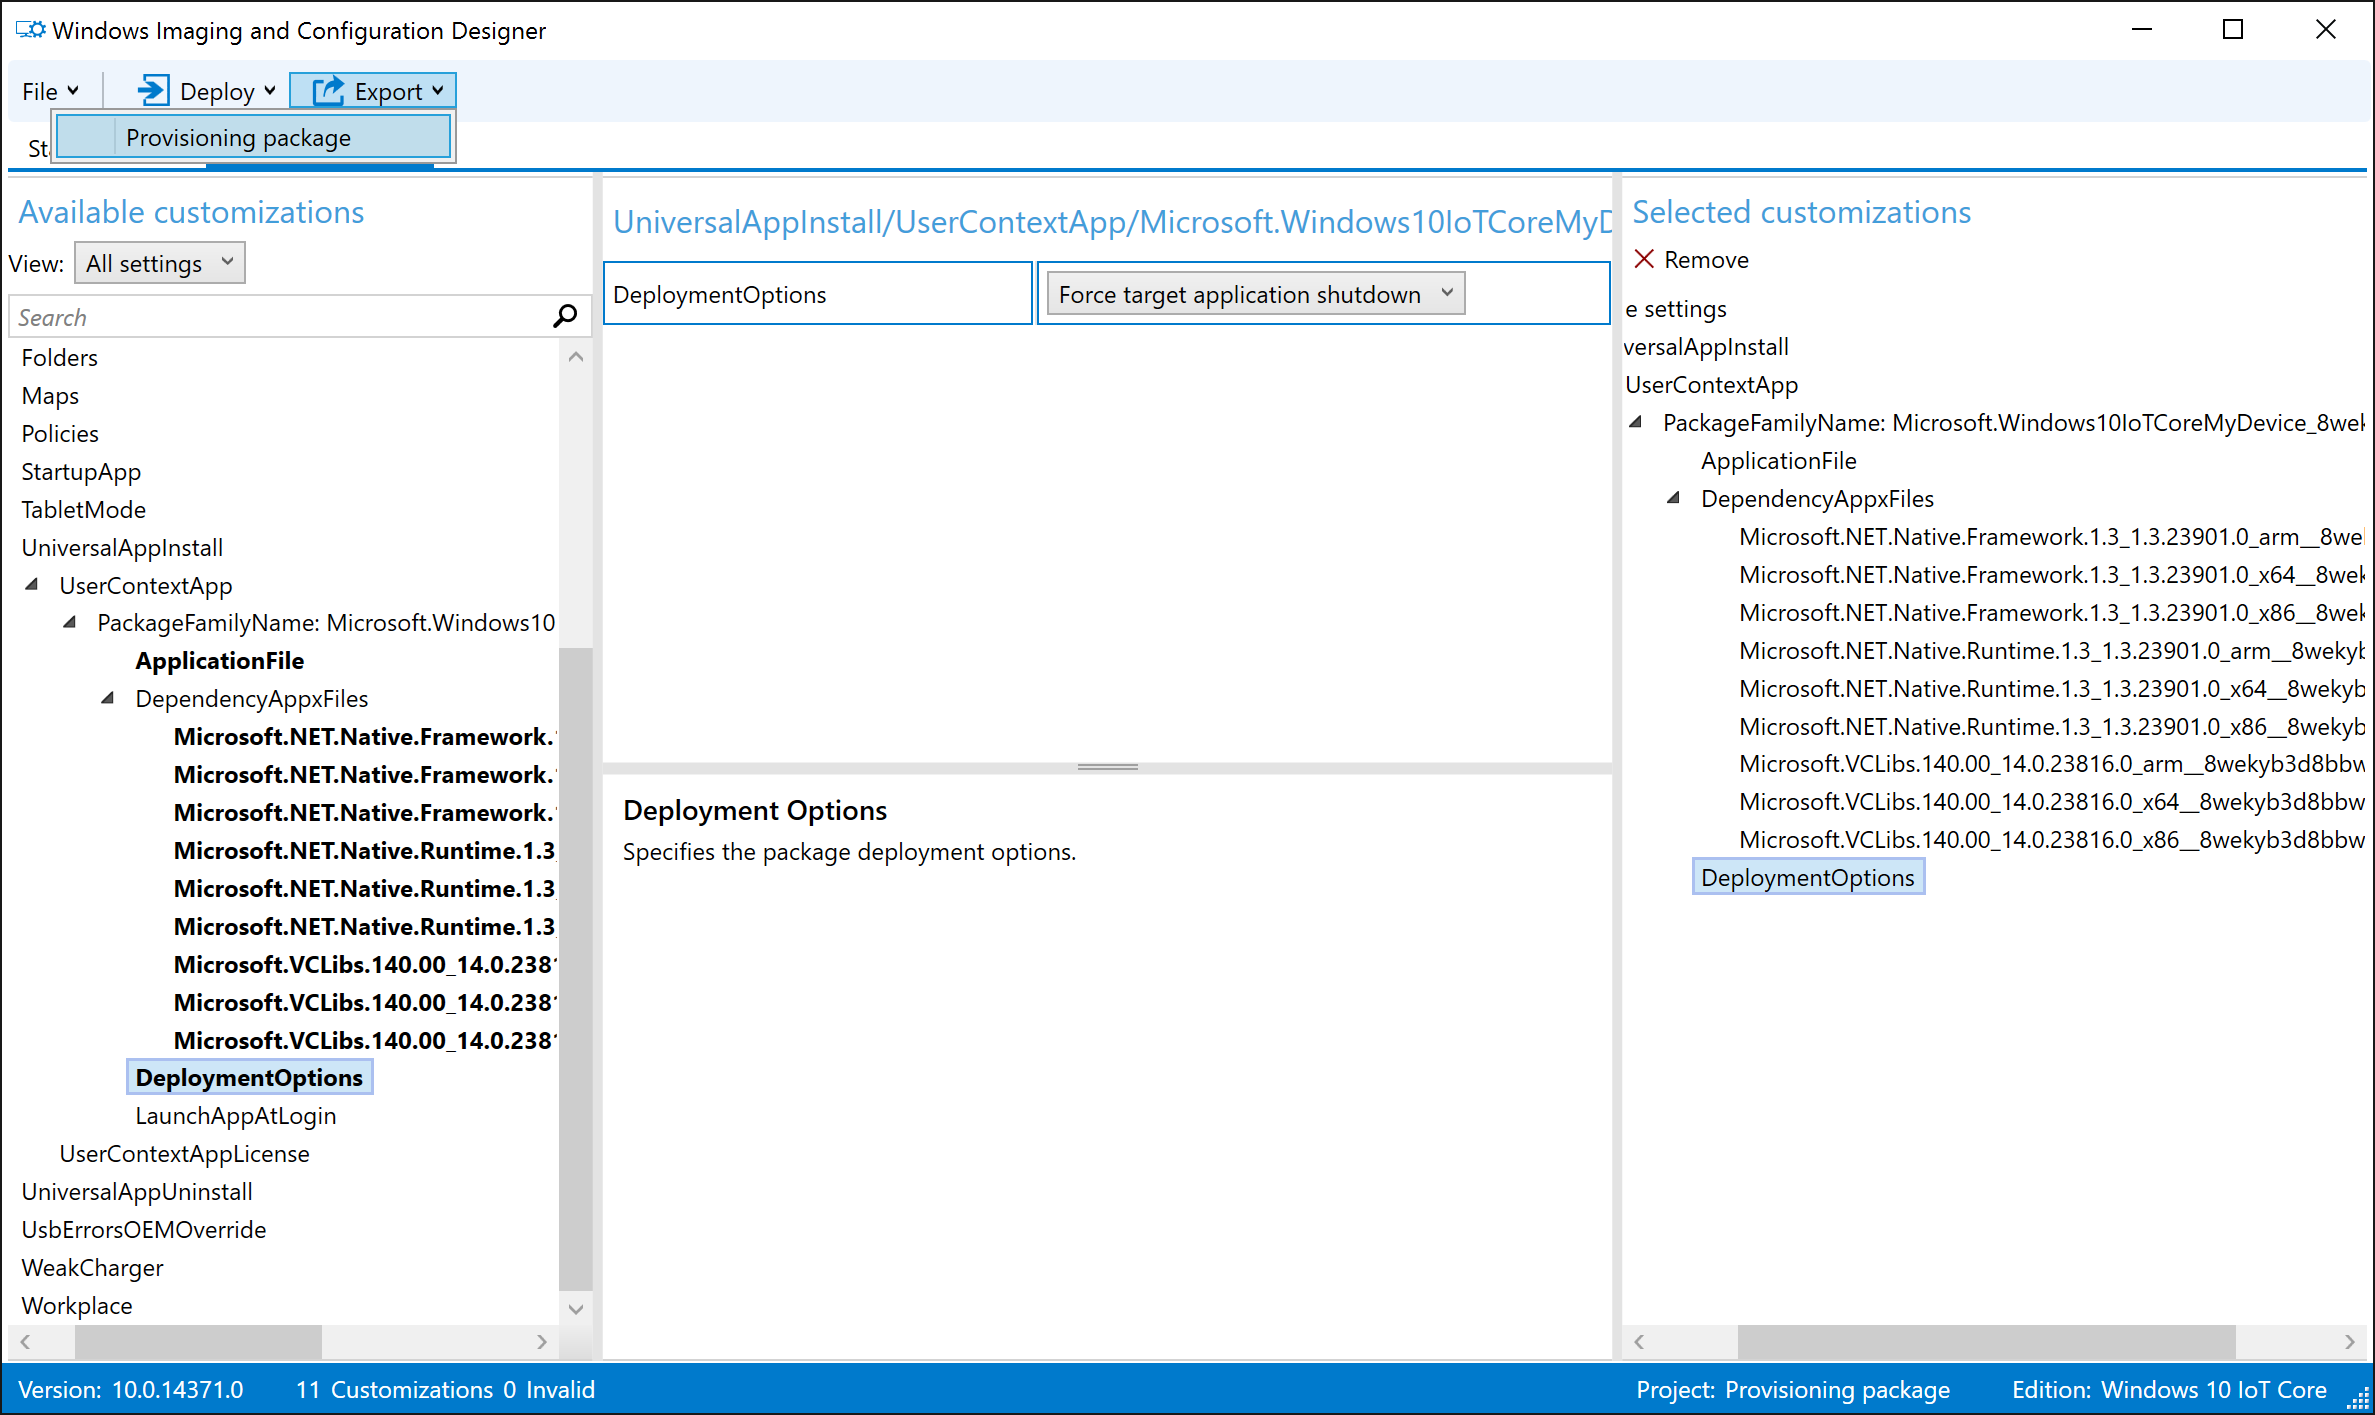 Windows Imaging and Configuration Designer
File Deploy Export
Provisioning package
Available customizations
View: All settings
Search
Folders
Maps
Policies
StartupApp
TabletMode
UniversalAppInstall
UserContextApp
PackageFamilyName: Microsoft.Windows10
ApplicationFile
DependencyAppxFiles
Microsoft.NET.Native.Framework.
Microsoft.NET.Native.Framework.
Microsoft.NET.Native.Framework.
Microsoft.NET.Native.Runtime.1.3
Microsoft.NET.Native.Runtime.1.3
Microsoft.NET.Native.Runtime.1.3
Microsoft.VCLibs.140.00_14.0.238
Microsoft.VCLibs.140.00_14.0.238
Microsoft.VCLibs.140.00_14.0.238
DeploymentOptions
LaunchAppAtLogin
UserContextAppLicense
UniversalAppUninstall
UsbErrorsOEMOverride
WeakCharger
Workplace
UniversalAppInstall/UserContextApp/Microsoft.Windows10IoTCoreMyD
DeploymentOptions Force target application shutdown
Deployment Options
Specifies the package deployment options.
Selected customizations
Remove
e settings
versalAppInstall
UserContextApp
PackageFamilyName: Microsoft.Windows10IoTCoreMyDevice_8wek
ApplicationFile
DependencyAppxFiles
Microsoft.NET.Native.Framework.1.3_1.3.23901.0_arm__8we
Microsoft.NET.Native.Framework.1.3_1.3.23901.0_x64__8wek
Microsoft.NET.Native.Framework.1.3_1.3.23901.0_x86__8wek
Microsoft.NET.Native.Runtime.1.3_1.3.23901.0_arm__8wekyb
Microsoft.NET.Native.Runtime.1.3_1.3.23901.0_x64__8wekyb
Microsoft.NET.Native.Runtime.1.3_1.3.23901.0_x86__8wekyb
Microsoft.VCLibs.140.00_14.0.23816.0_arm__8wekyb3d8bbw
Microsoft.VCLibs.140.00_14.0.23816.0_x64__8wekyb3d8bbw
Microsoft.VCLibs.140.00_14.0.23816.0_x86__8wekyb3d8bbw
DeploymentOptions
Version: 10.0.14371.0 11 Customizations 0 Invalid Project: Provisioning package Edition: Windows 10 IoT Core